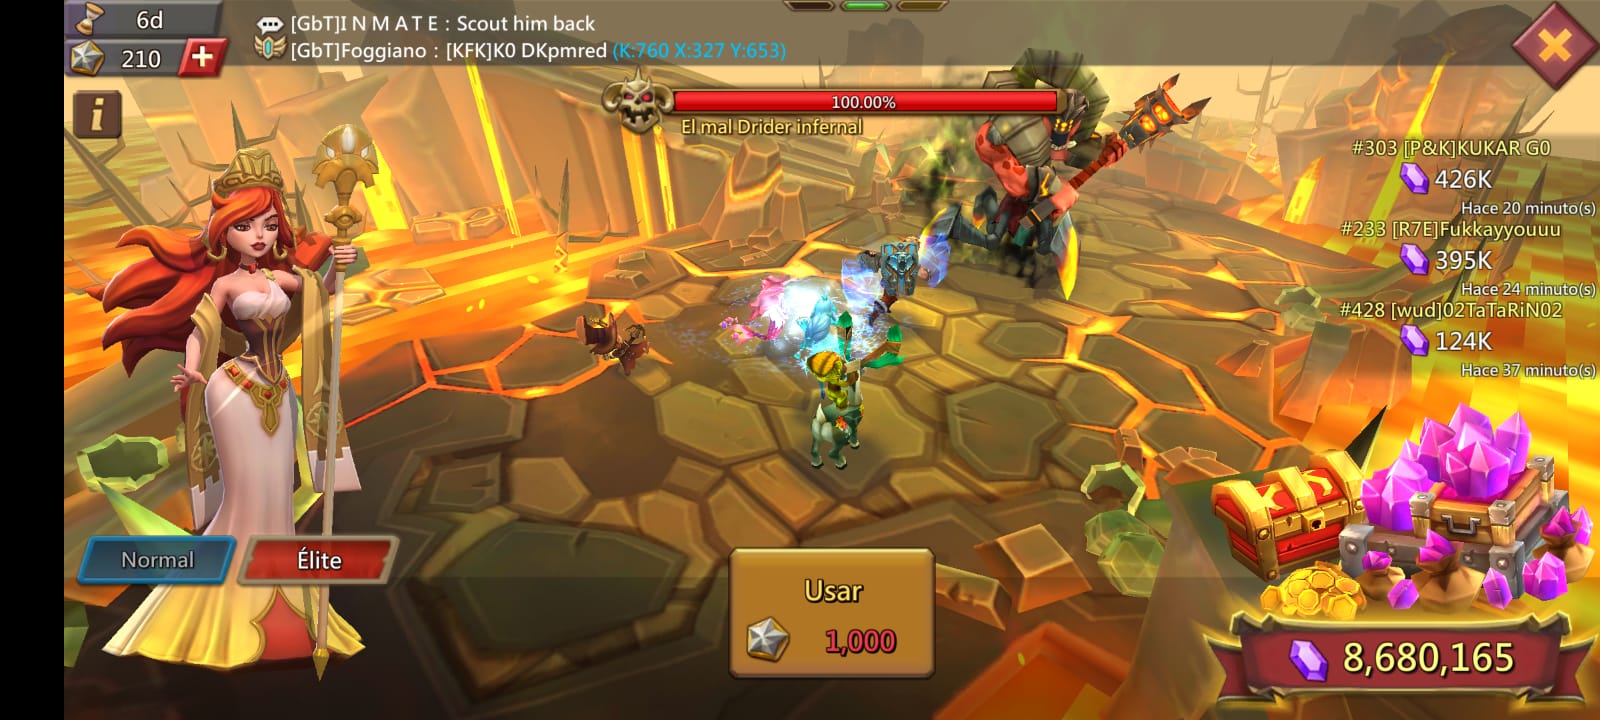 6d
210
[GbT]I N M A T E : Scout him back
[GbT]Foggiano : [KFK]K0 DKpmred (K:760 X:327 Y:653)
i
100.00%
El mal Drider infernal
#303 [P&K]KUKAR G0
426K
Hace 20 minuto(s)
#233 [R7E]Fukkayyouuu
395K
Hace 24 minuto(s)
#428 [wud]02TaTaRiN02
124K
Hace 37 minuto(s)
Normal
Élite
Usar
1,000
8,680,165